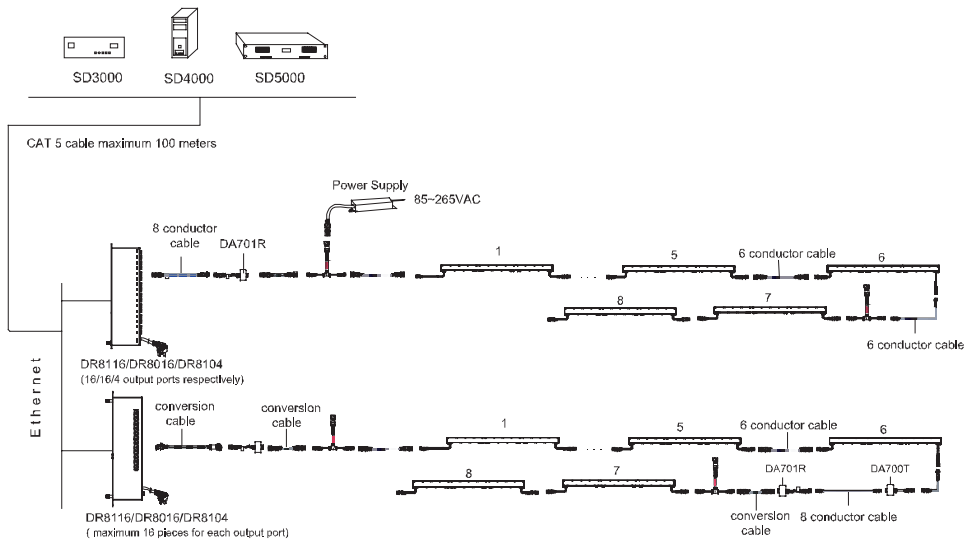 SD3000
SD4000
SD5000
CAT 5 cable maximum 100 meters
Power Supply
85~265VAC
8 conductor
cable
DA701R
1
5
6 conductor cable
6
8
7
6 conductor cable
DR8116/DR8016/DR8104
(16/16/4 output ports respectively)
Ethernet
conversion
cable
conversion
cable
1
5
6 conductor cable
6
8
7
DA701R
DA700T
conversion
cable
8 conductor cable
DR8116/DR8016/DR8104
( maximum 16 pieces for each output port)